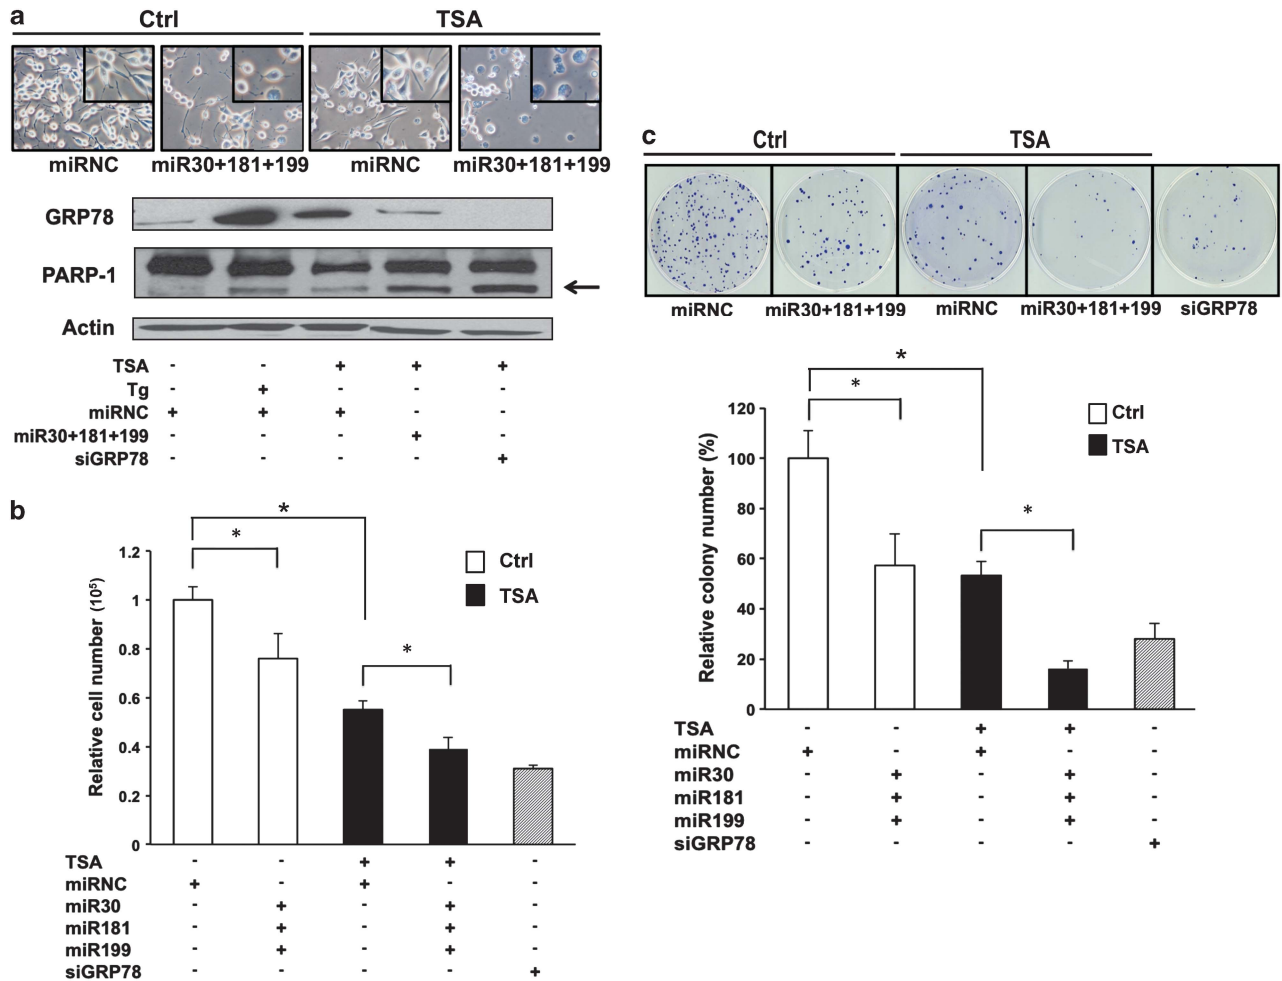 a
Ctrl TSA
miRNC miR30+181+199 miRNC miR30+181+199
GRP78
PARP-1
Actin
TSA - - + + +
Tg - + - - -
miRNC + + + - -
miR30+181+199 - - - + -
siGRP78 - - - - +
b
* *
*
Ctrl
TSA
Relative cell number (10⁵)
1.2
1
0.8
0.6
0.4
0.2
0
TSA - - + + -
miRNC + - + - -
miR30 - + - + -
miR181 - + - + -
miR199 - + - + -
siGRP78 - - - - +
c
Ctrl TSA
miRNC miR30+181+199 miRNC miR30+181+199 siGRP78
*
*
*
Ctrl
TSA
Relative colony number (%)
120
100
80
60
40
20
0
TSA - - + + -
miRNC + - + - -
miR30 - + - + -
miR181 - + - + -
miR199 - + - + -
siGRP78 - - - - +